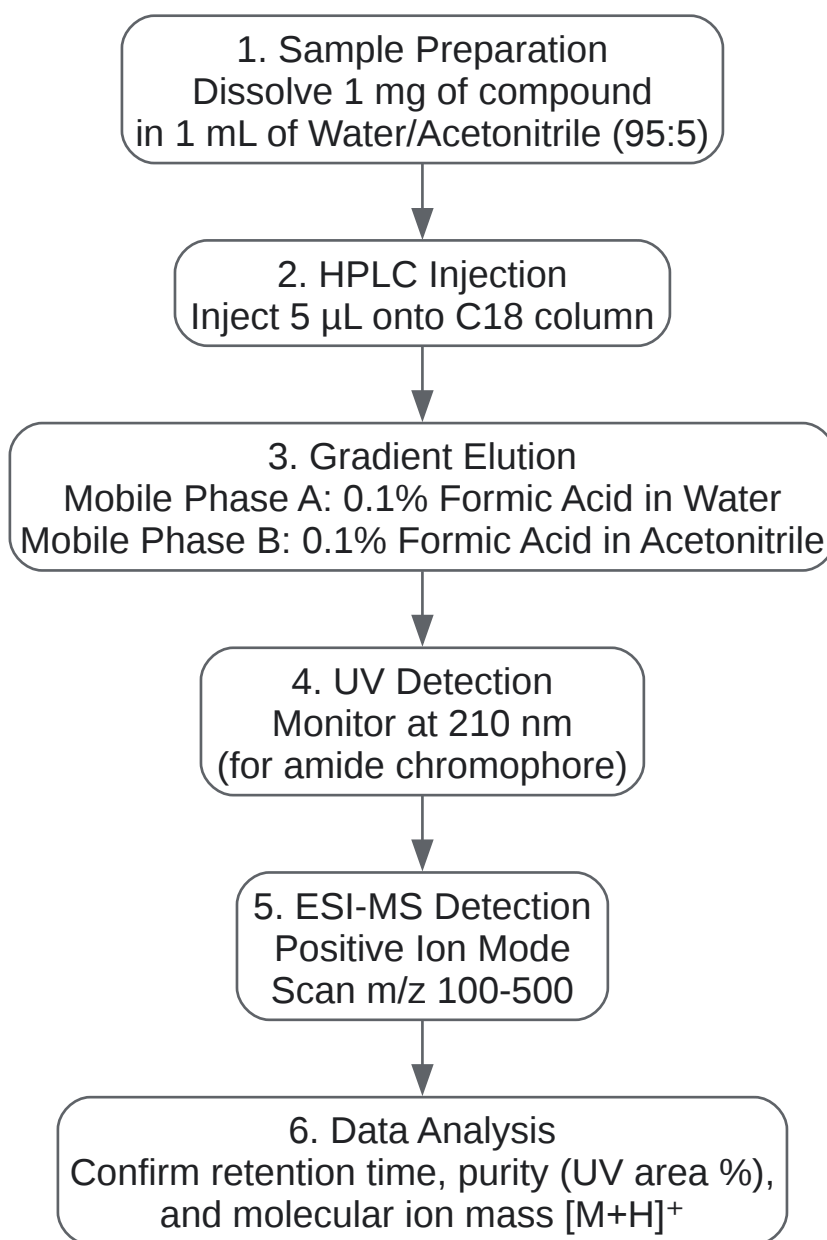 1. Sample Preparation
Dissolve 1 mg of compound
in 1 mL of Water/Acetonitrile (95:5)
2. HPLC Injection
Inject 5 µL onto C18 column
3. Gradient Elution
Mobile Phase A: 0.1% Formic Acid in Water
Mobile Phase B: 0.1% Formic Acid in Acetonitrile
4. UV Detection
Monitor at 210 nm
(for amide chromophore)
5. ESI-MS Detection
Positive Ion Mode
Scan m/z 100-500
6. Data Analysis
Confirm retention time, purity (UV area %),
and molecular ion mass [M+H]⁺